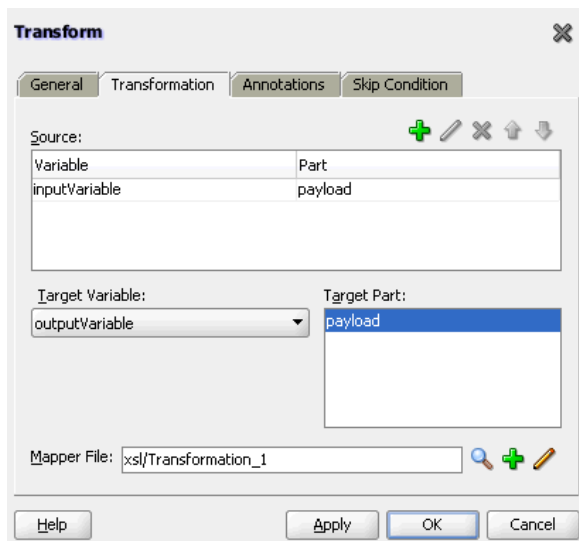 Transform
General Transformation Annotations Skip Condition
Source:
Variable Part
inputVariable payload
Target Variable: Target Part:
outputVariable payload
Mapper File: xsl/Transformation_1
Help Apply OK Cancel